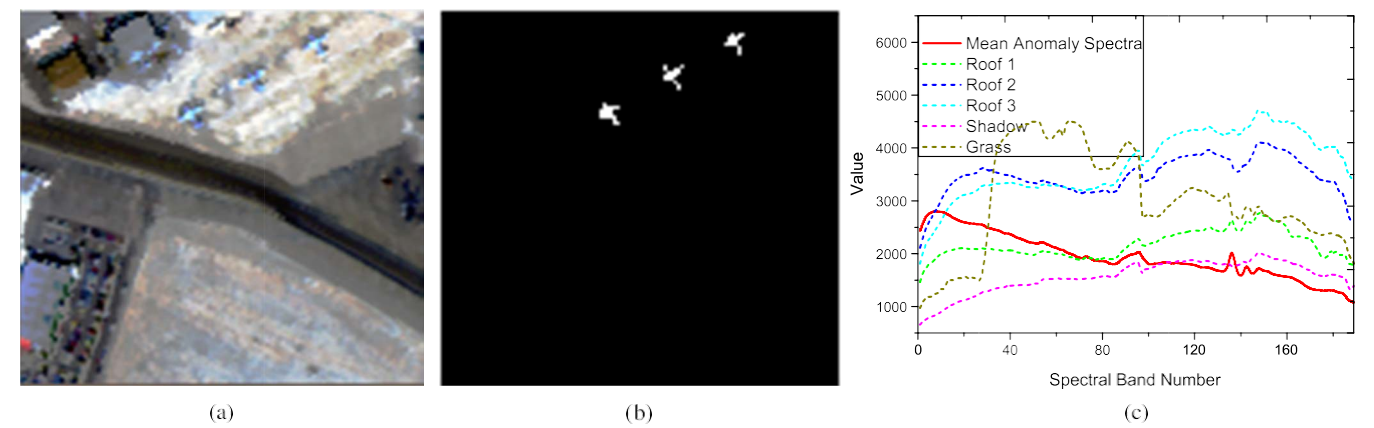 6000
5000
4000
3000
2000
1000
Value
Mean Anomaly Spectra
Roof 1
Roof 2
Roof 3
Shadow
Grass
0 40 80 120 160
Spectral Band Number
(a) (b) (c)